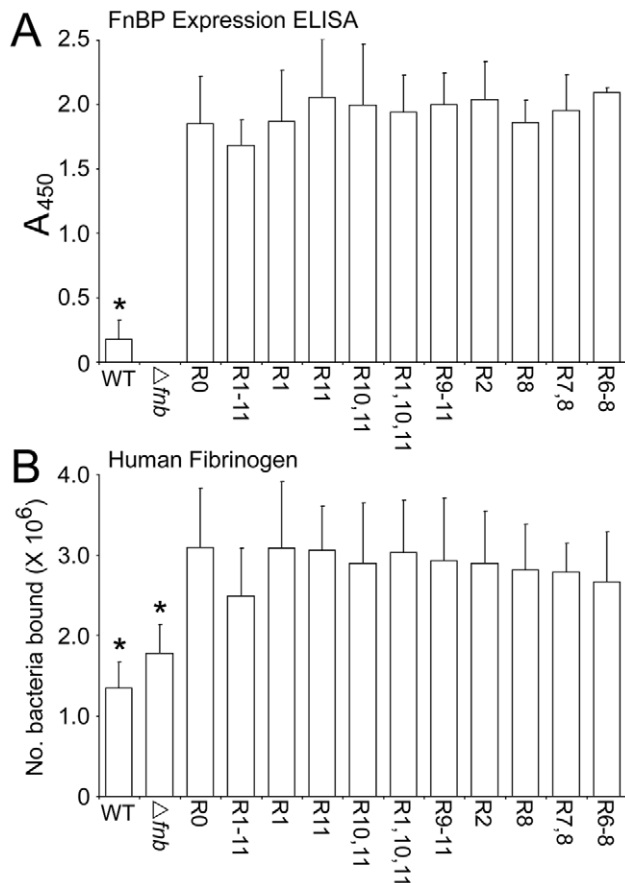 A FnBP Expression ELISA
2.5
2.0
1.5
1.0
0.5
0
A450
*
WT
△fnb
R0
R1-11
R1
R11
R10,11
R1,10,11
R9-11
R2
R8
R7,8
R6-8
B Human Fibrinogen
4.0
3.0
2.0
1.0
0
No. bacteria bound (X 10⁶)
*
*
WT
△fnb
R0
R1-11
R1
R11
R10,11
R1,10,11
R9-11
R2
R8
R7,8
R6-8